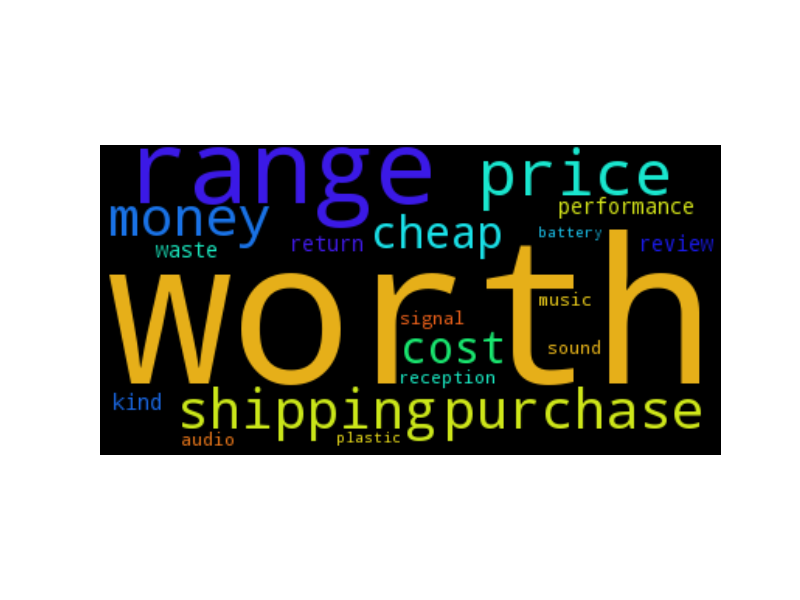 range price
money performance
cheap
battery
waste return review
worth
music
signal
cost sound
reception
kind
shipping purchase
audio plastic